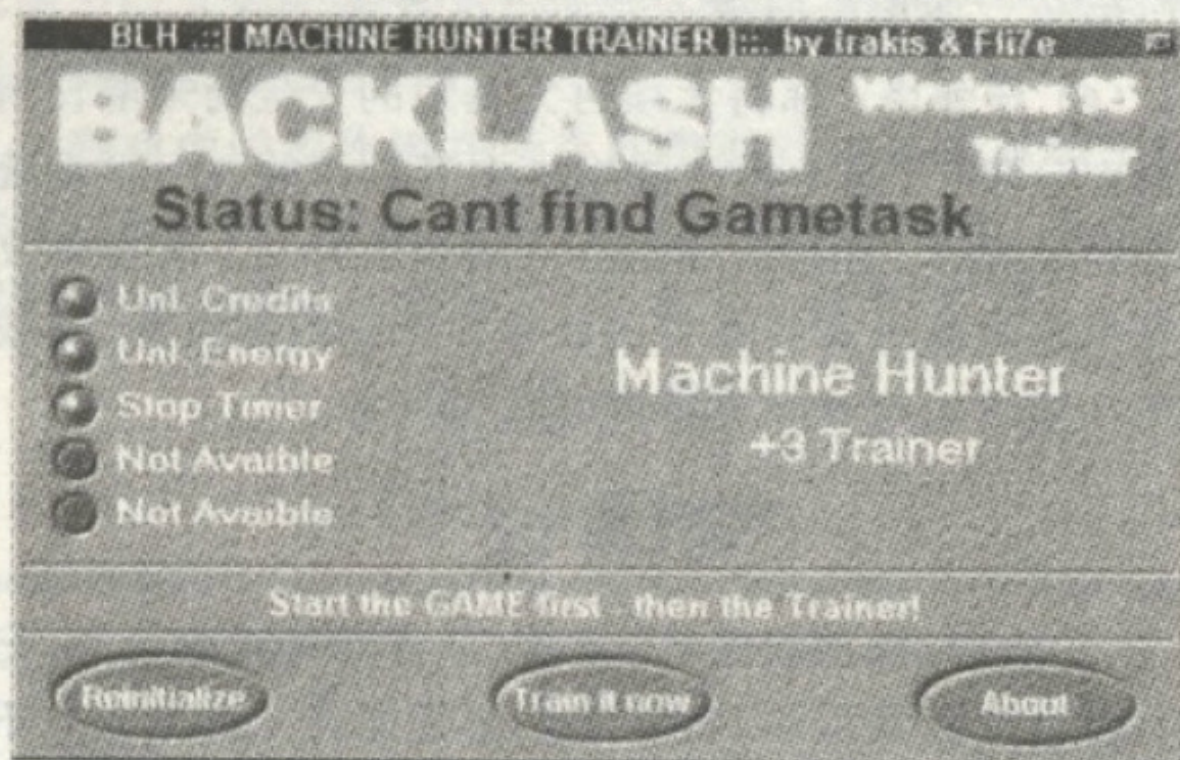 BLH .::[ MACHINE HUNTER TRAINER ]::. by Irakis & Fli7e
BACKLASH
Windows 95
Trainer
Status: Cant find Gametask
Unl. Credits
Unl. Energy
Stop Timer
Not Avaible
Not Avaible
Machine Hunter
+3 Trainer
Start the GAME first - then the Trainer!
Reinitialize
Train it now
About